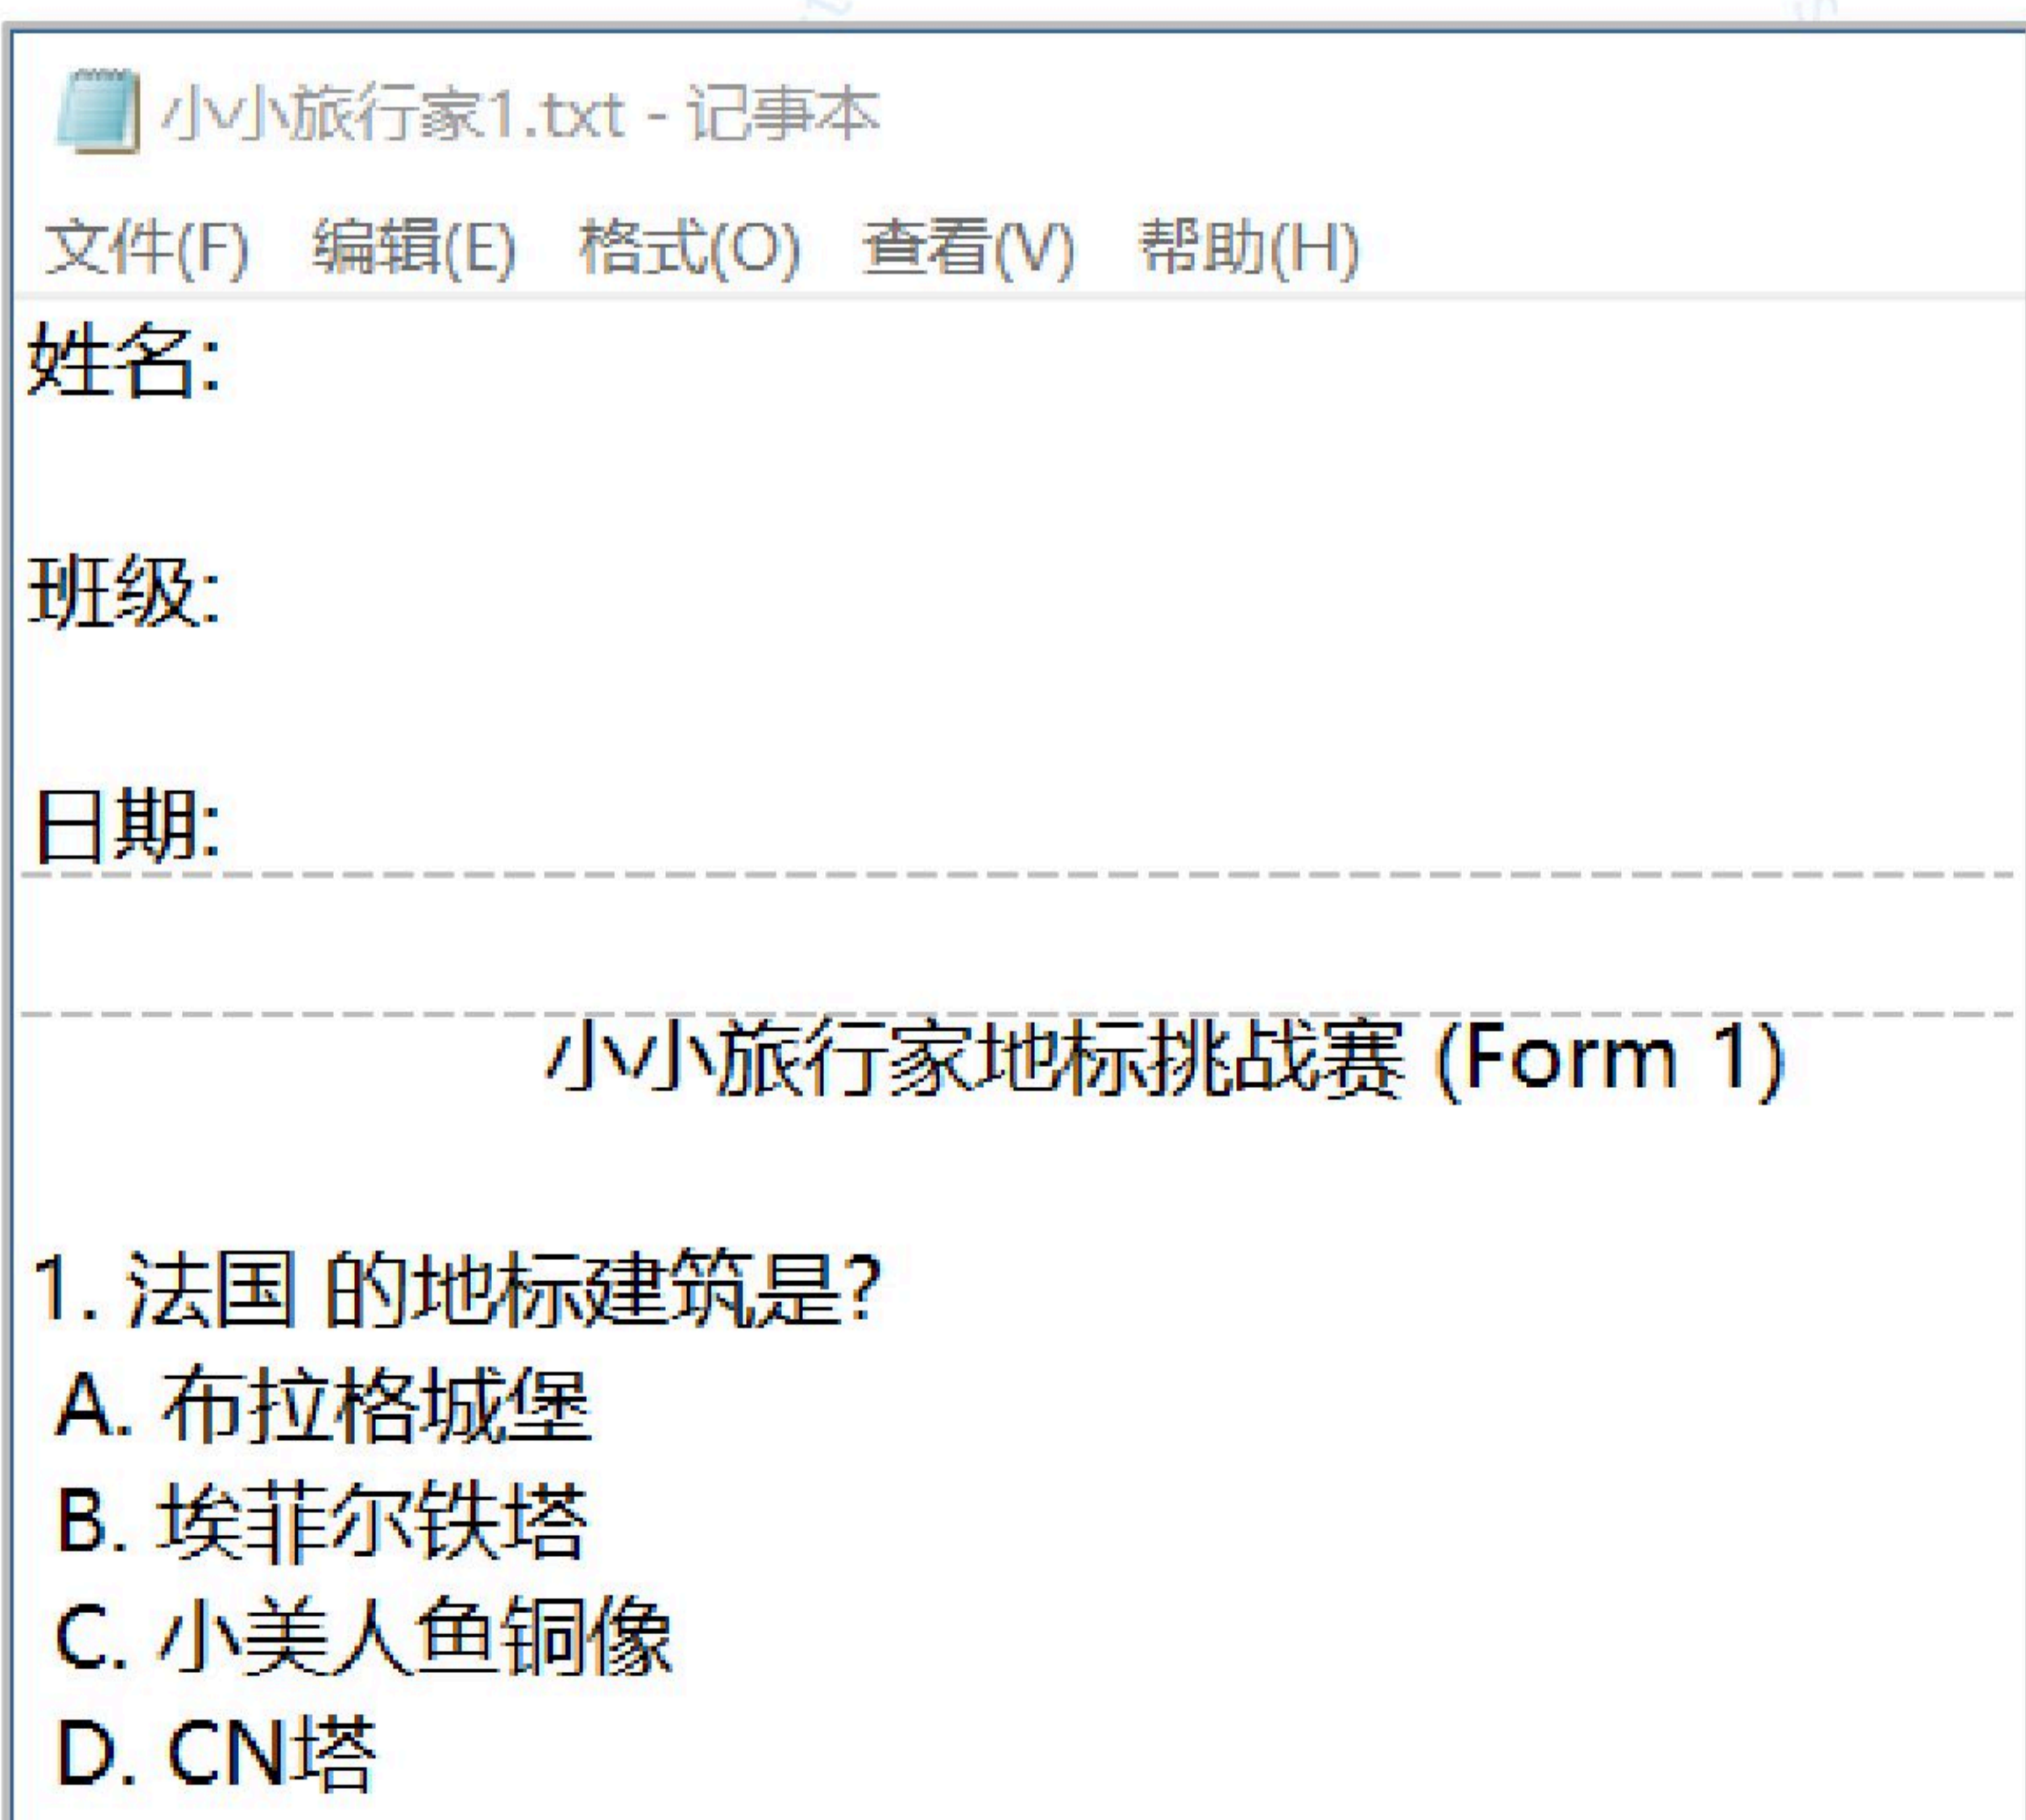 小小旅行家1.txt - 记事本
文件(F) 编辑(E) 格式(O) 查看(V) 帮助(H)
姓名:
班级:
日期:
小小旅行家地标挑战赛 (Form 1)
1. 法国 的地标建筑是?
A. 布拉格城堡
B. 埃菲尔铁塔
C. 小美人鱼铜像
D. CN塔